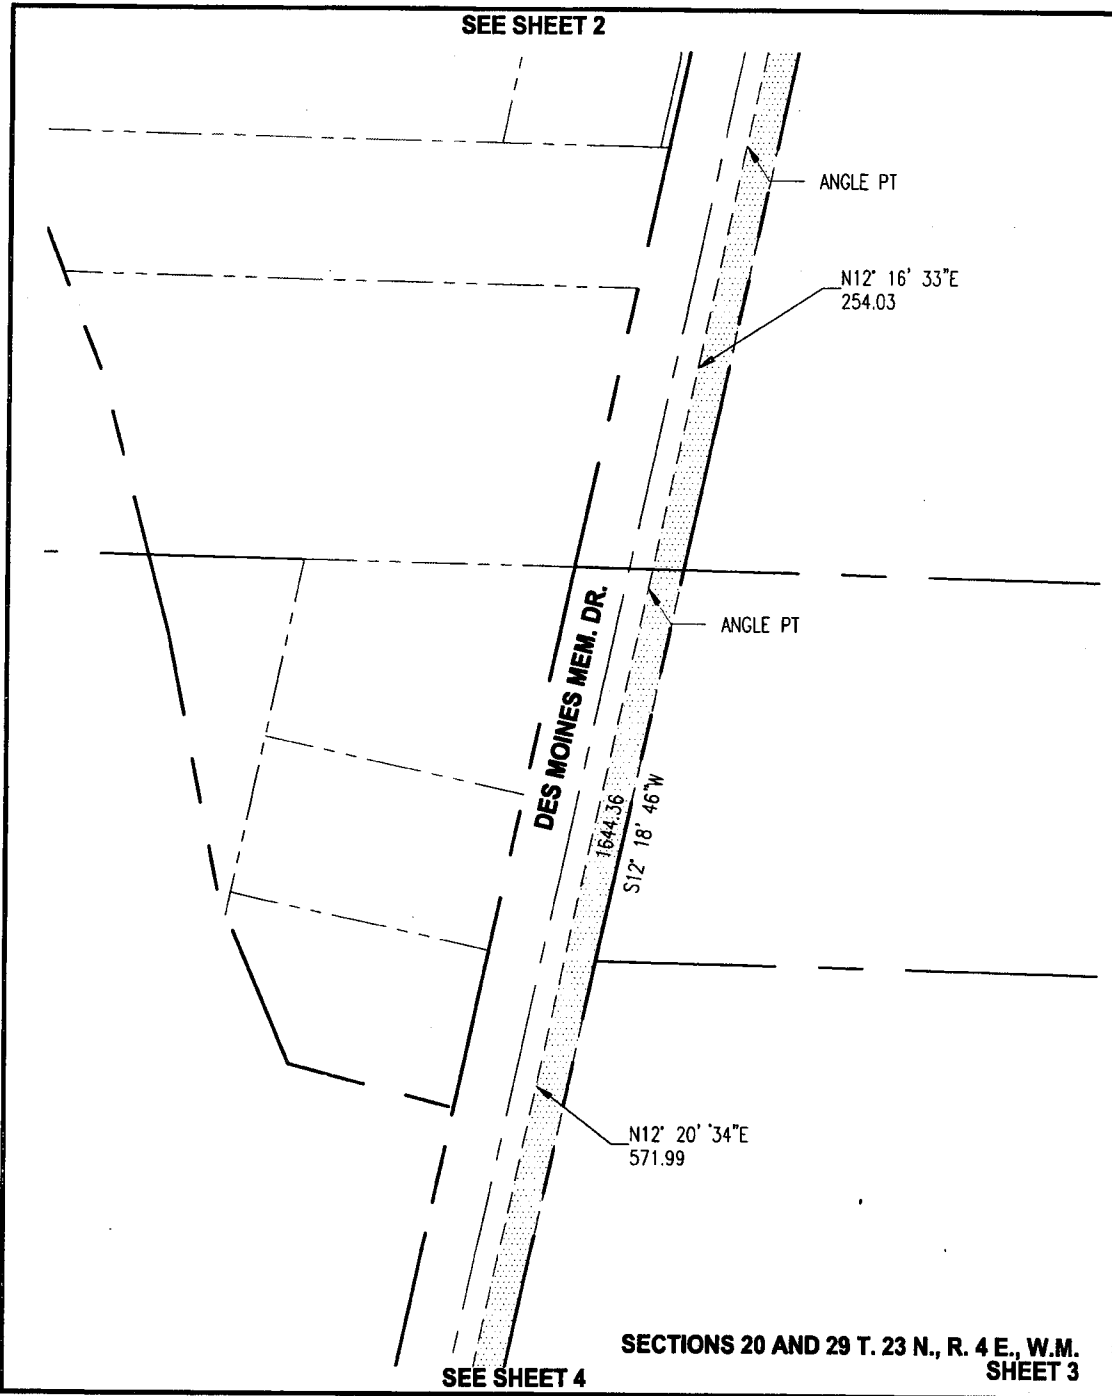 SEE SHEET 2
ANGLE PT
N12° 16' 33"E
254.03
ANGLE PT
DES MOINES MEM. DR.
1644.36
S12° 18' 46"W
N12° 20' 34"E
571.99
SECTIONS 20 AND 29 T. 23 N., R. 4 E., W.M.
SHEET 3
SEE SHEET 4